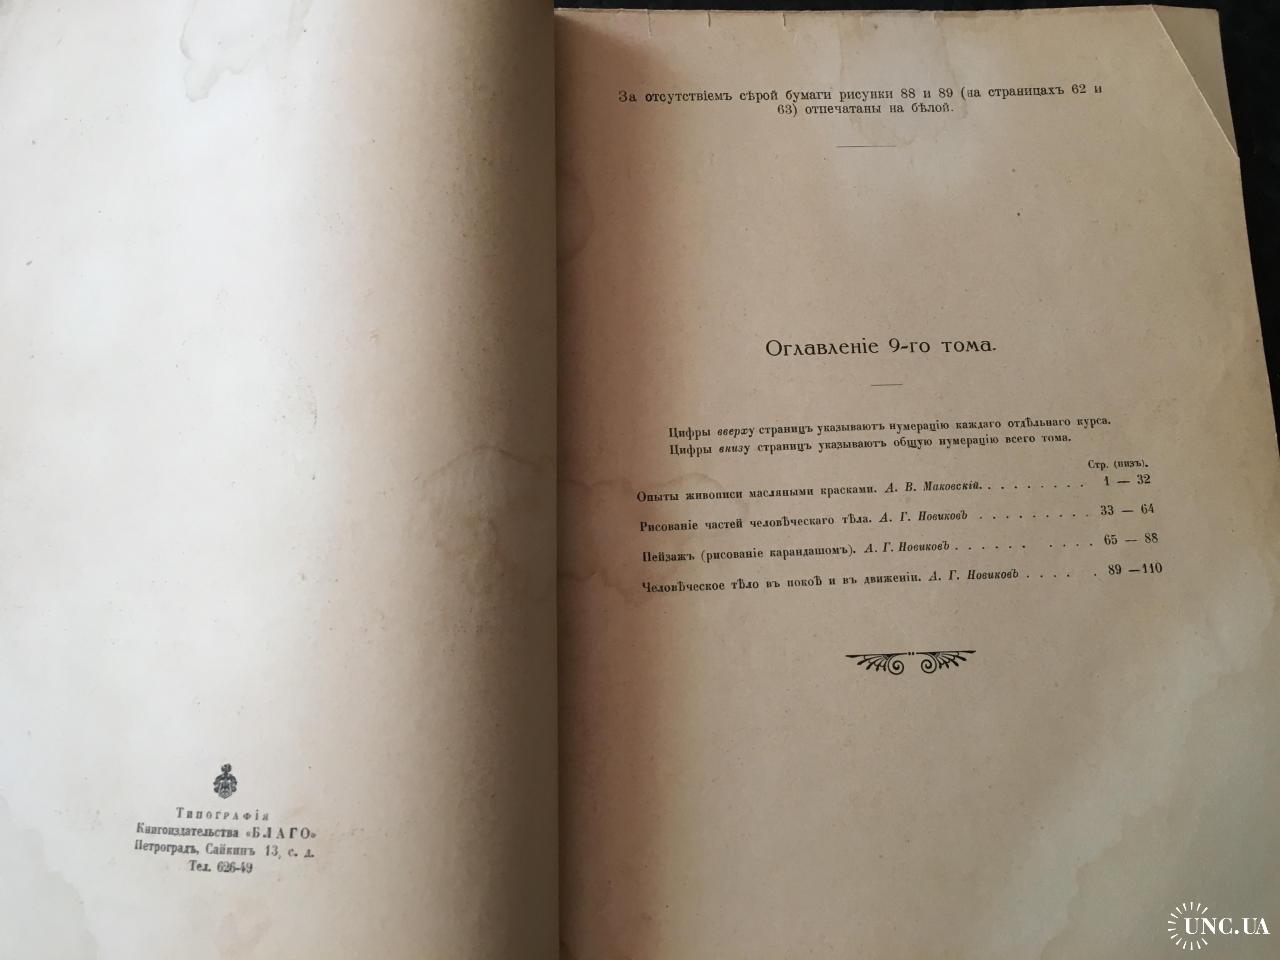 Типографія
Книгоиздательства «БЛАГО»
Петроградъ, Сайкинъ 13, с. д.
Тел. 626-49
За отсутствіемъ сѣрой бумаги рисунки 88 и 89 (на страницахъ 62 и
63) отпечатаны на бѣлой.
Оглавленіе 9-го тома.
Цифры вверху страницъ указываютъ нумерацію каждаго отдѣльнаго курса.
Цифры внизу страницъ указываютъ общую нумерацію всего тома.
Стр. (низъ).
Опыты живописи масляными красками. А. В. Маковскій. . . . . . . . . 1 — 32
Рисованіе частей человѣческаго тѣла. А. Г. Новиковъ . . . . . . . . . . 33 — 64
Пейзажъ (рисованіе карандашомъ). А. Г. Новиковъ . . . . . . . . . . 65 — 88
Человѣческое тѣло въ покоѣ и въ движеніи. А. Г. Новиковъ . . . . . 89 —110
UNC.UA